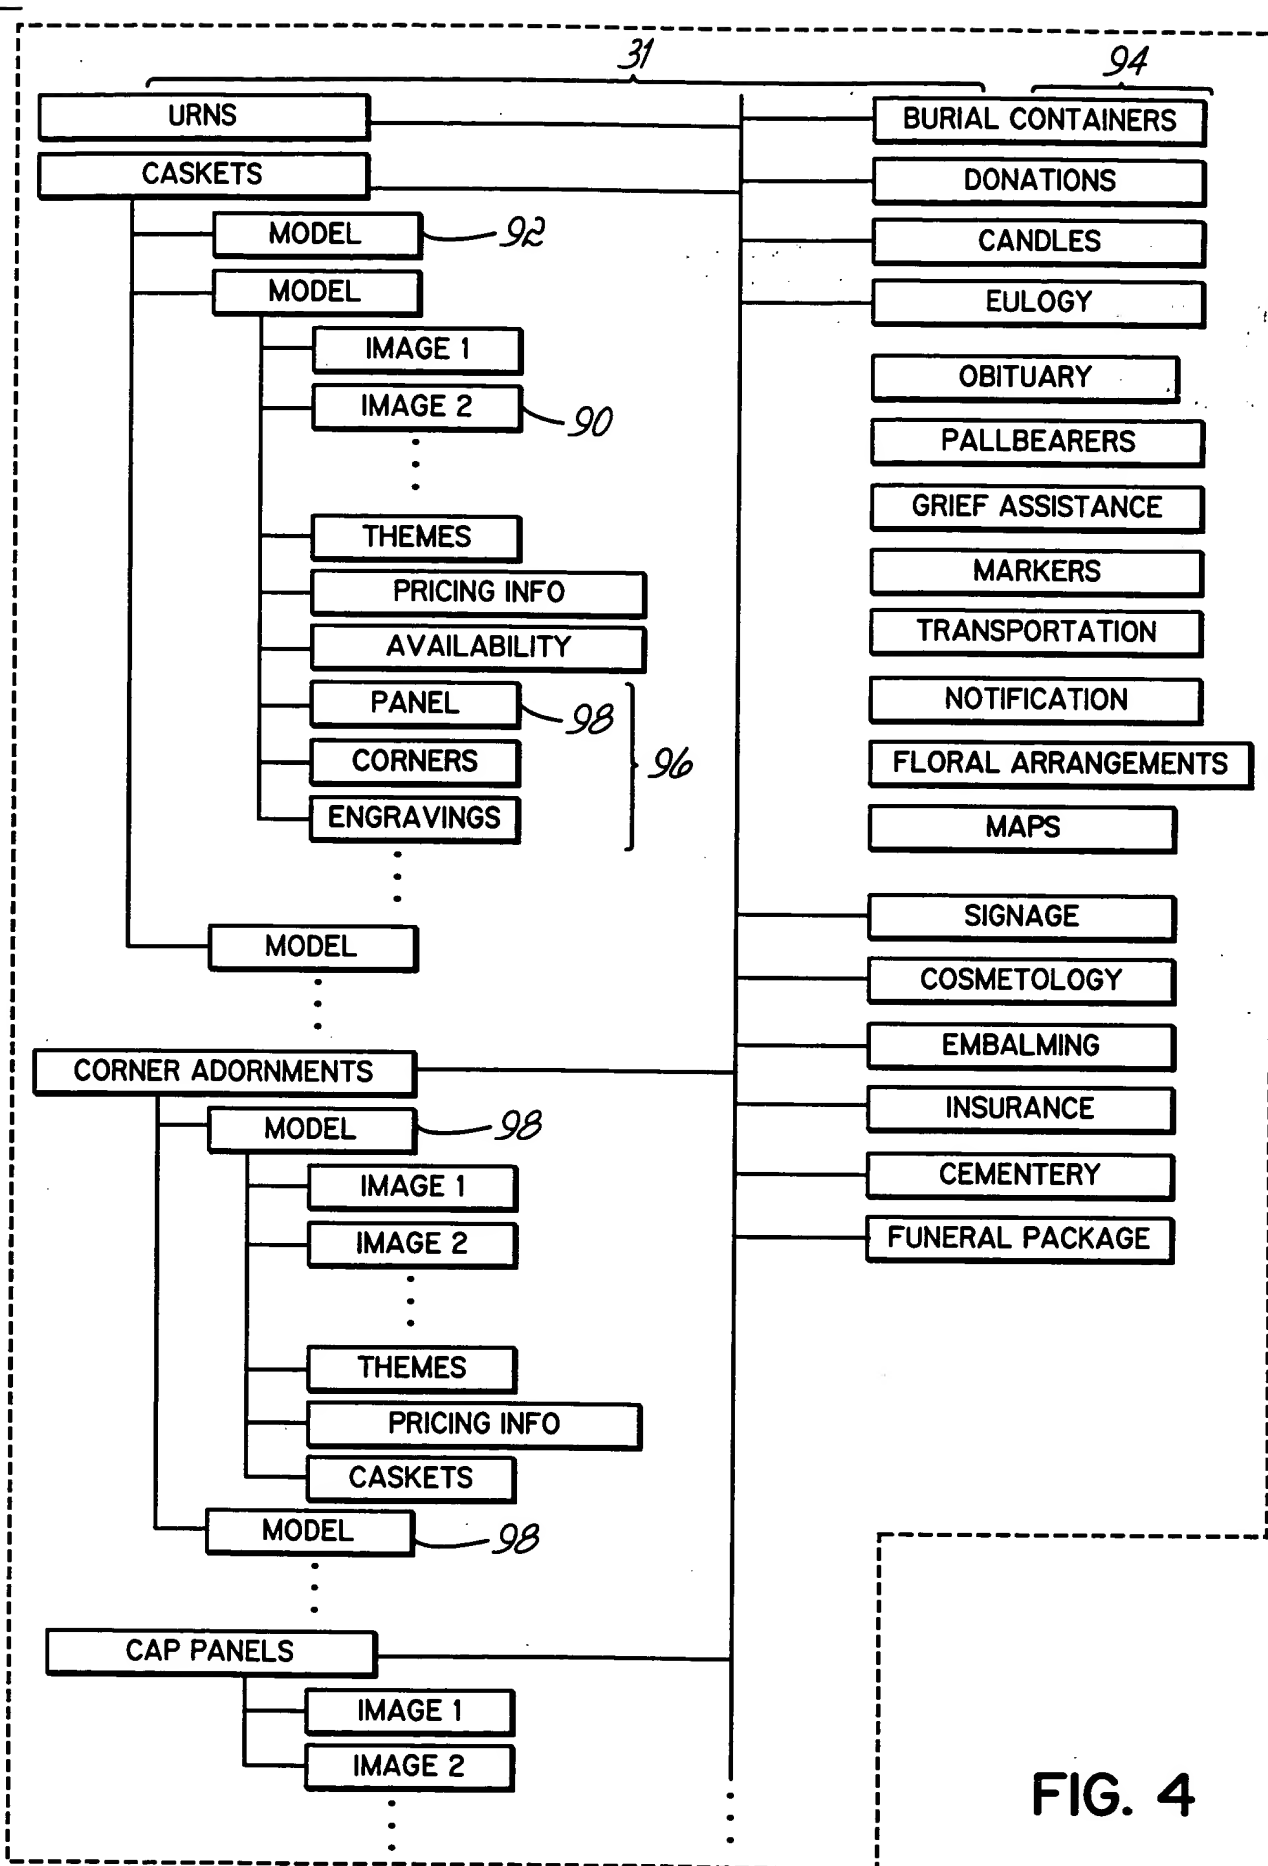 31
94
URNS
CASKETS
MODEL
92
MODEL
IMAGE 1
IMAGE 2
90
THEMES
PRICING INFO
AVAILABILITY
PANEL
98
CORNERS
96
ENGRAVINGS
MODEL
CORNER ADORNMENTS
MODEL
98
IMAGE 1
IMAGE 2
THEMES
PRICING INFO
CASKETS
MODEL
98
CAP PANELS
IMAGE 1
IMAGE 2
BURIAL CONTAINERS
DONATIONS
CANDLES
EULOGY
OBITUARY
PALLBEARERS
GRIEF ASSISTANCE
MARKERS
TRANSPORTATION
NOTIFICATION
FLORAL ARRANGEMENTS
MAPS
SIGNAGE
COSMETOLOGY
EMBALMING
INSURANCE
CEMENTERY
FUNERAL PACKAGE
FIG. 4